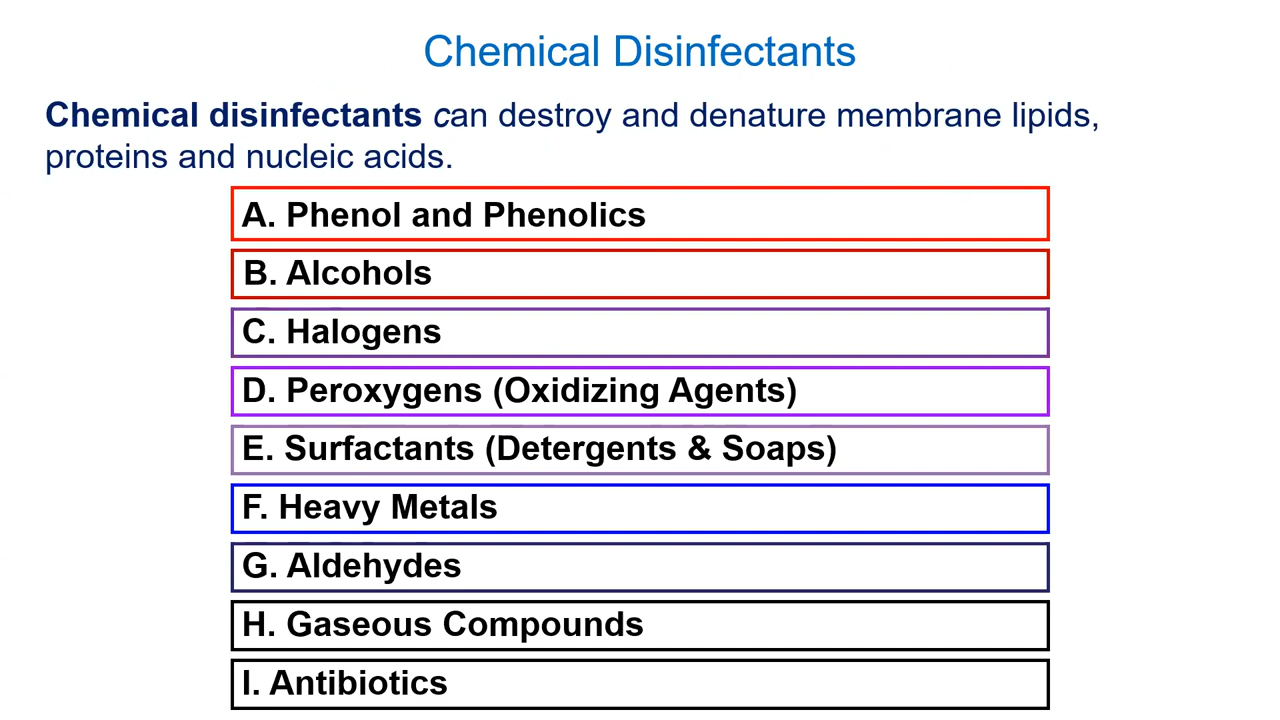 Chemical Disinfectants
Chemical disinfectants can destroy and denature membrane lipids,
proteins and nucleic acids.
A. Phenol and Phenolics
B. Alcohols
C. Halogens
D. Peroxygens (Oxidizing Agents)
E. Surfactants (Detergents & Soaps)
F. Heavy Metals
G. Aldehydes
H. Gaseous Compounds
I. Antibiotics